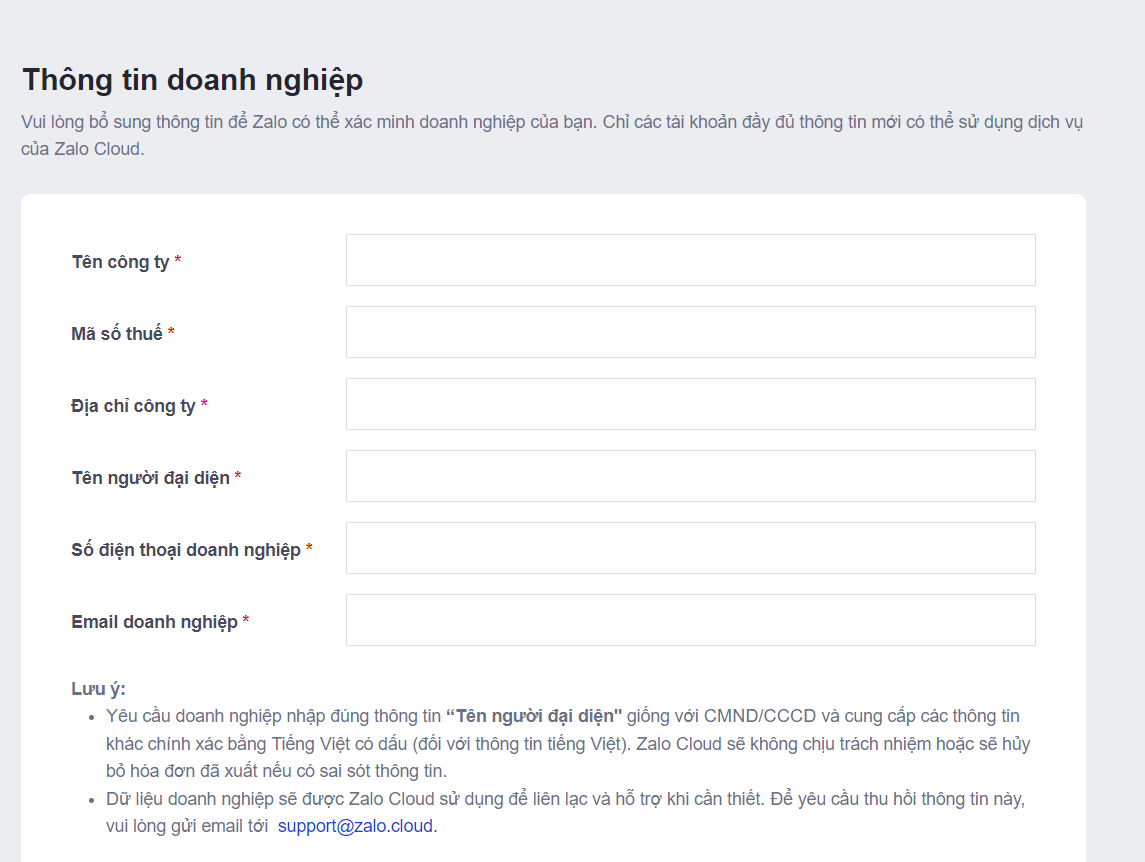 Thông tin doanh nghiệp
Vui lòng bổ sung thông tin để Zalo có thể xác minh doanh nghiệp của bạn. Chỉ các tài khoản đầy đủ thông tin mới có thể sử dụng dịch vụ
của Zalo Cloud.
Tên công ty *
Mã số thuế *
Địa chỉ công ty *
Tên người đại diện *
Số điện thoại doanh nghiệp *
Email doanh nghiệp *
Lưu ý:
• Yêu cầu doanh nghiệp nhập đúng thông tin “Tên người đại diện" giống với CMND/CCCD và cung cấp các thông tin
khác chính xác bằng Tiếng Việt có dấu (đối với thông tin tiếng Việt). Zalo Cloud sẽ không chịu trách nhiệm hoặc sẽ hủy
bỏ hóa đơn đã xuất nếu có sai sót thông tin.
• Dữ liệu doanh nghiệp sẽ được Zalo Cloud sử dụng để liên lạc và hỗ trợ khi cần thiết. Để yêu cầu thu hồi thông tin này,
vui lòng gửi email tới support@zalo.cloud.